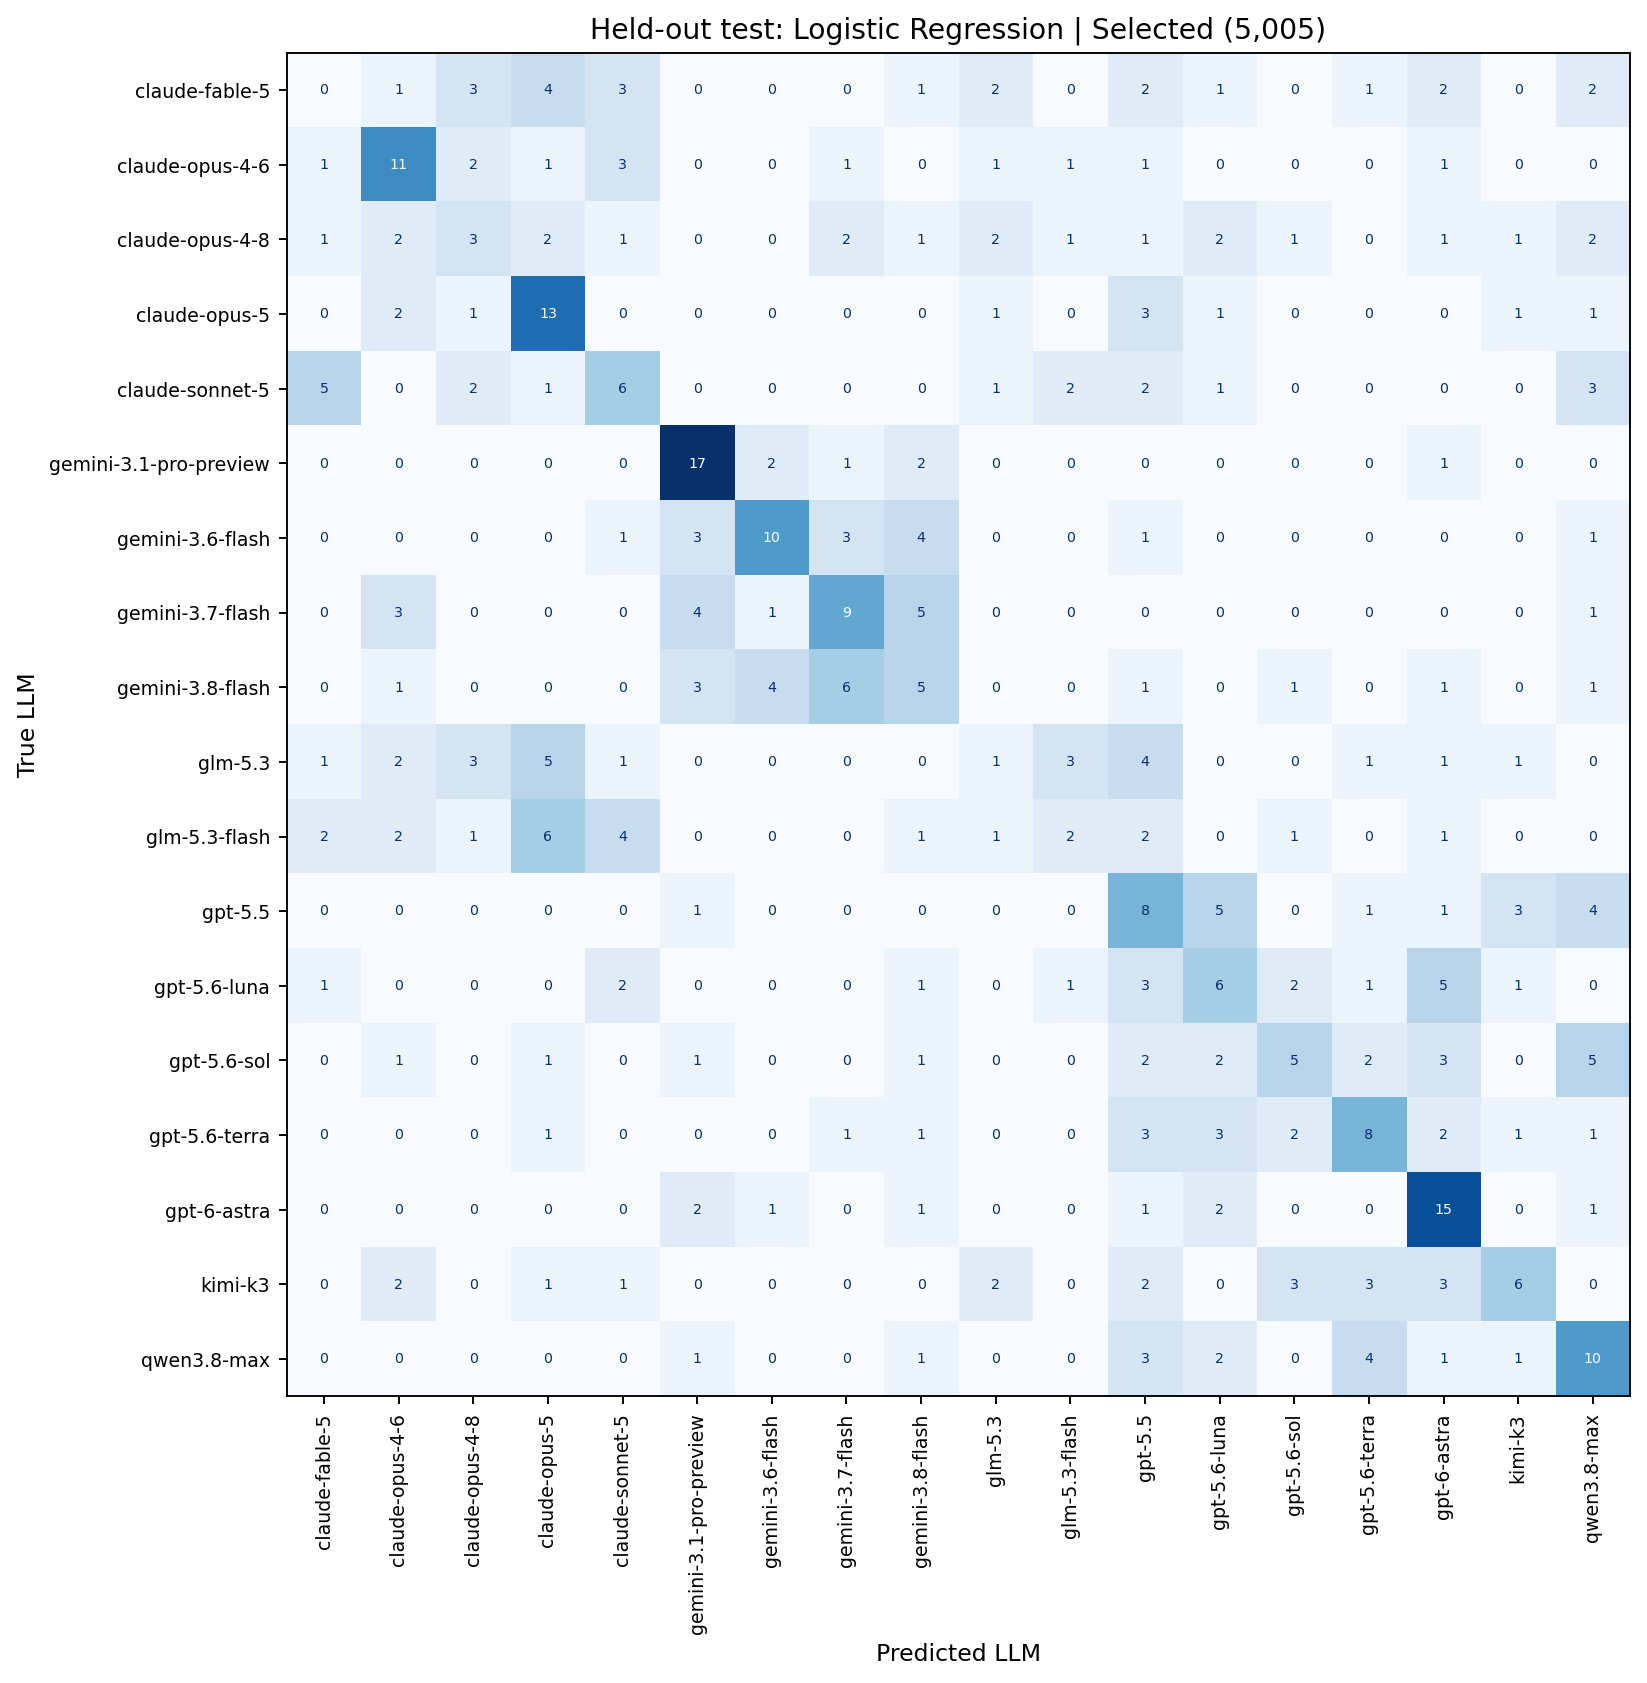 Held-out test: Logistic Regression | Selected (5,005)
True LLM
claude-fable-5 0 1 3 4 3 0 0 0 1 2 0 2 1 0 1 2 0 2
claude-opus-4-6 1 11 2 1 3 0 0 1 0 1 1 1 0 0 0 1 0 0
claude-opus-4-8 1 2 3 2 1 0 0 2 1 2 1 1 2 1 0 1 1 2
claude-opus-5 0 2 1 13 0 0 0 0 0 1 0 3 1 0 0 0 1 1
claude-sonnet-5 5 0 2 1 6 0 0 0 0 1 2 2 1 0 0 0 0 3
gemini-3.1-pro-preview 0 0 0 0 0 17 2 1 2 0 0 0 0 0 0 1 0 0
gemini-3.6-flash 0 0 0 0 1 3 10 3 4 0 0 1 0 0 0 0 0 1
gemini-3.7-flash 0 3 0 0 0 4 1 9 5 0 0 0 0 0 0 0 0 1
gemini-3.8-flash 0 1 0 0 0 3 4 6 5 0 0 1 0 1 0 1 0 1
glm-5.3 1 2 3 5 1 0 0 0 0 1 3 4 0 0 1 1 1 0
glm-5.3-flash 2 2 1 6 4 0 0 0 1 1 2 2 0 1 0 1 0 0
gpt-5.5 0 0 0 0 0 1 0 0 0 0 0 8 5 0 1 1 3 4
gpt-5.6-luna 1 0 0 0 2 0 0 0 1 0 1 3 6 2 1 5 1 0
gpt-5.6-sol 0 1 0 1 0 1 0 0 1 0 0 2 2 5 2 3 0 5
gpt-5.6-terra 0 0 0 1 0 0 0 1 1 0 0 3 3 2 8 2 1 1
gpt-6-astra 0 0 0 0 0 2 1 0 1 0 0 1 2 0 0 15 0 1
kimi-k3 0 2 0 1 1 0 0 0 0 2 0 2 0 3 3 3 6 0
qwen3.8-max 0 0 0 0 0 1 0 0 1 0 0 3 2 0 4 1 1 10
claude-fable-5
claude-opus-4-6
claude-opus-4-8
claude-opus-5
claude-sonnet-5
gemini-3.1-pro-preview
gemini-3.6-flash
gemini-3.7-flash
gemini-3.8-flash
glm-5.3
glm-5.3-flash
gpt-5.5
gpt-5.6-luna
gpt-5.6-sol
gpt-5.6-terra
gpt-6-astra
kimi-k3
qwen3.8-max
Predicted LLM